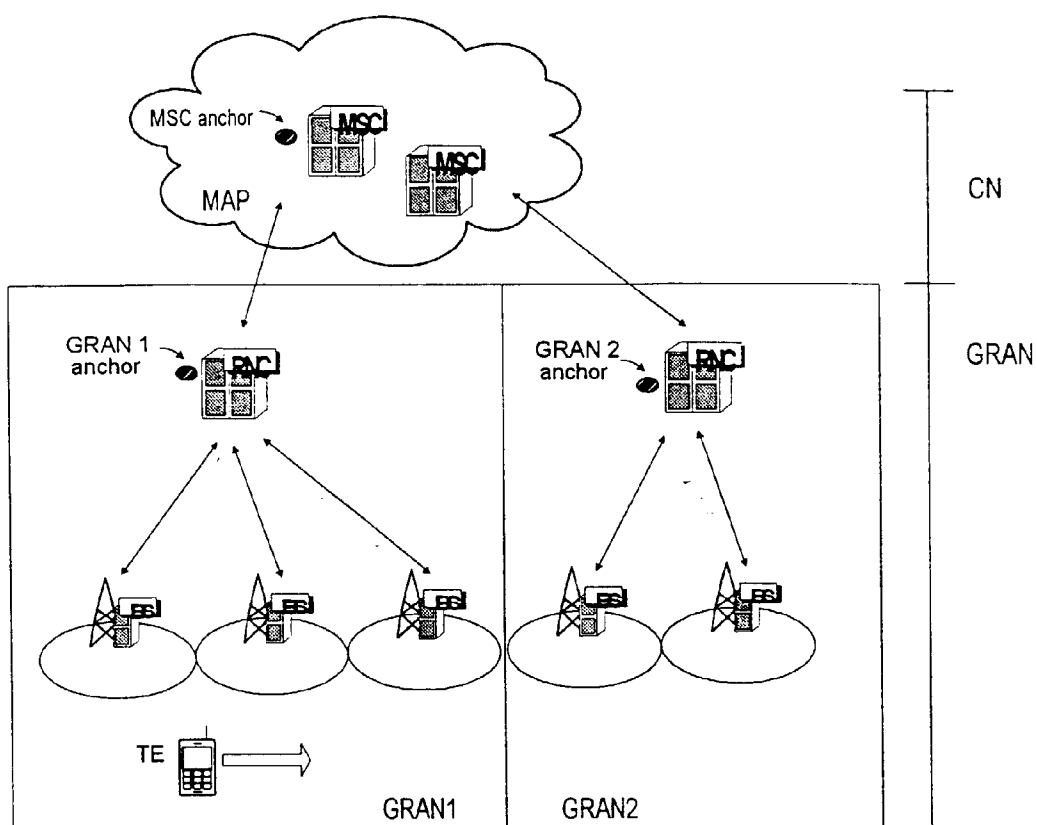 MSC anchor
MSC
MSC
MAP
CN
GRAN 1
anchor
RNC
GRAN 2
anchor
RNC
GRAN
BS
BS
BS
BS
BS
TE
GRAN1
GRAN2